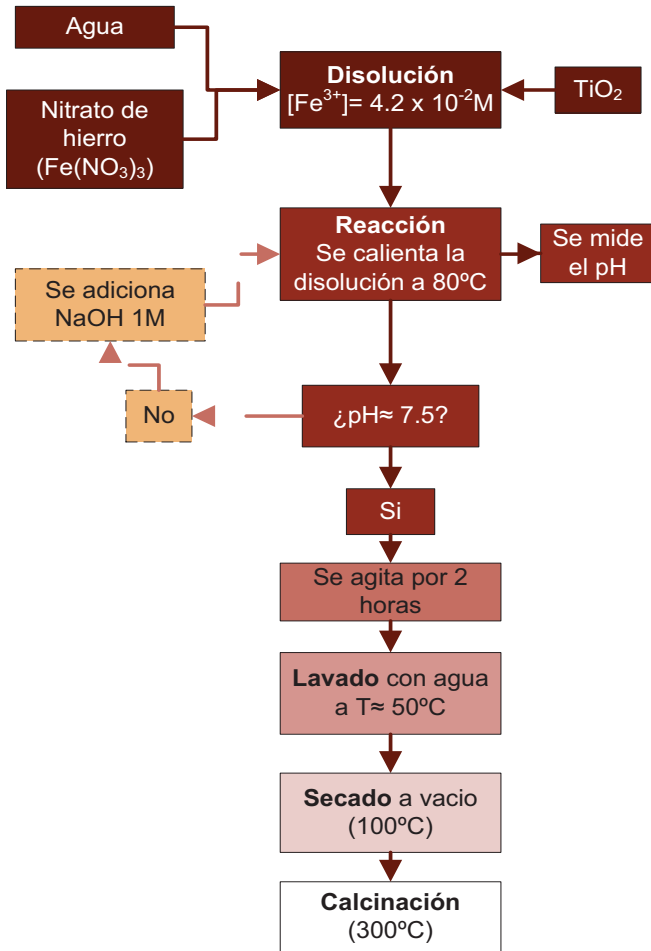 Agua
Nitrato de
hierro
(Fe(NO₃)₃)
Disolución
[Fe³⁺]= 4.2 x 10⁻²M
TiO₂
Reacción
Se calienta la
disolución a 80ºC
Se mide
el pH
Se adiciona
NaOH 1M
No
¿pH≈ 7.5?
Si
Se agita por 2
horas
Lavado con agua
a T≈ 50ºC
Secado a vacio
(100ºC)
Calcinación
(300ºC)